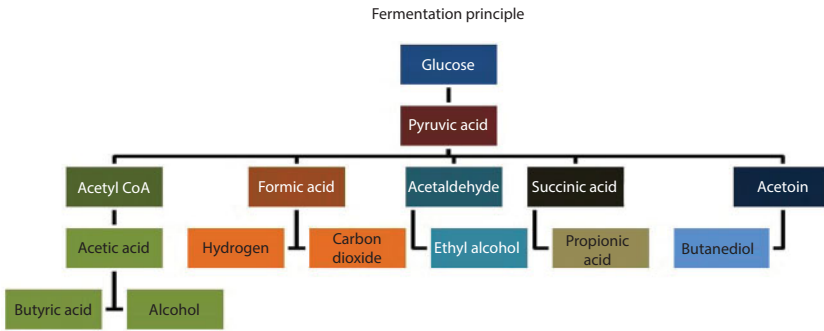 Fermentation principle
Glucose
Pyruvic acid
Acetyl CoA
Formic acid
Acetaldehyde
Succinic acid
Acetoin
Acetic acid
Hydrogen
Carbon
dioxide
Ethyl alcohol
Propionic
acid
Butanediol
Butyric acid
Alcohol